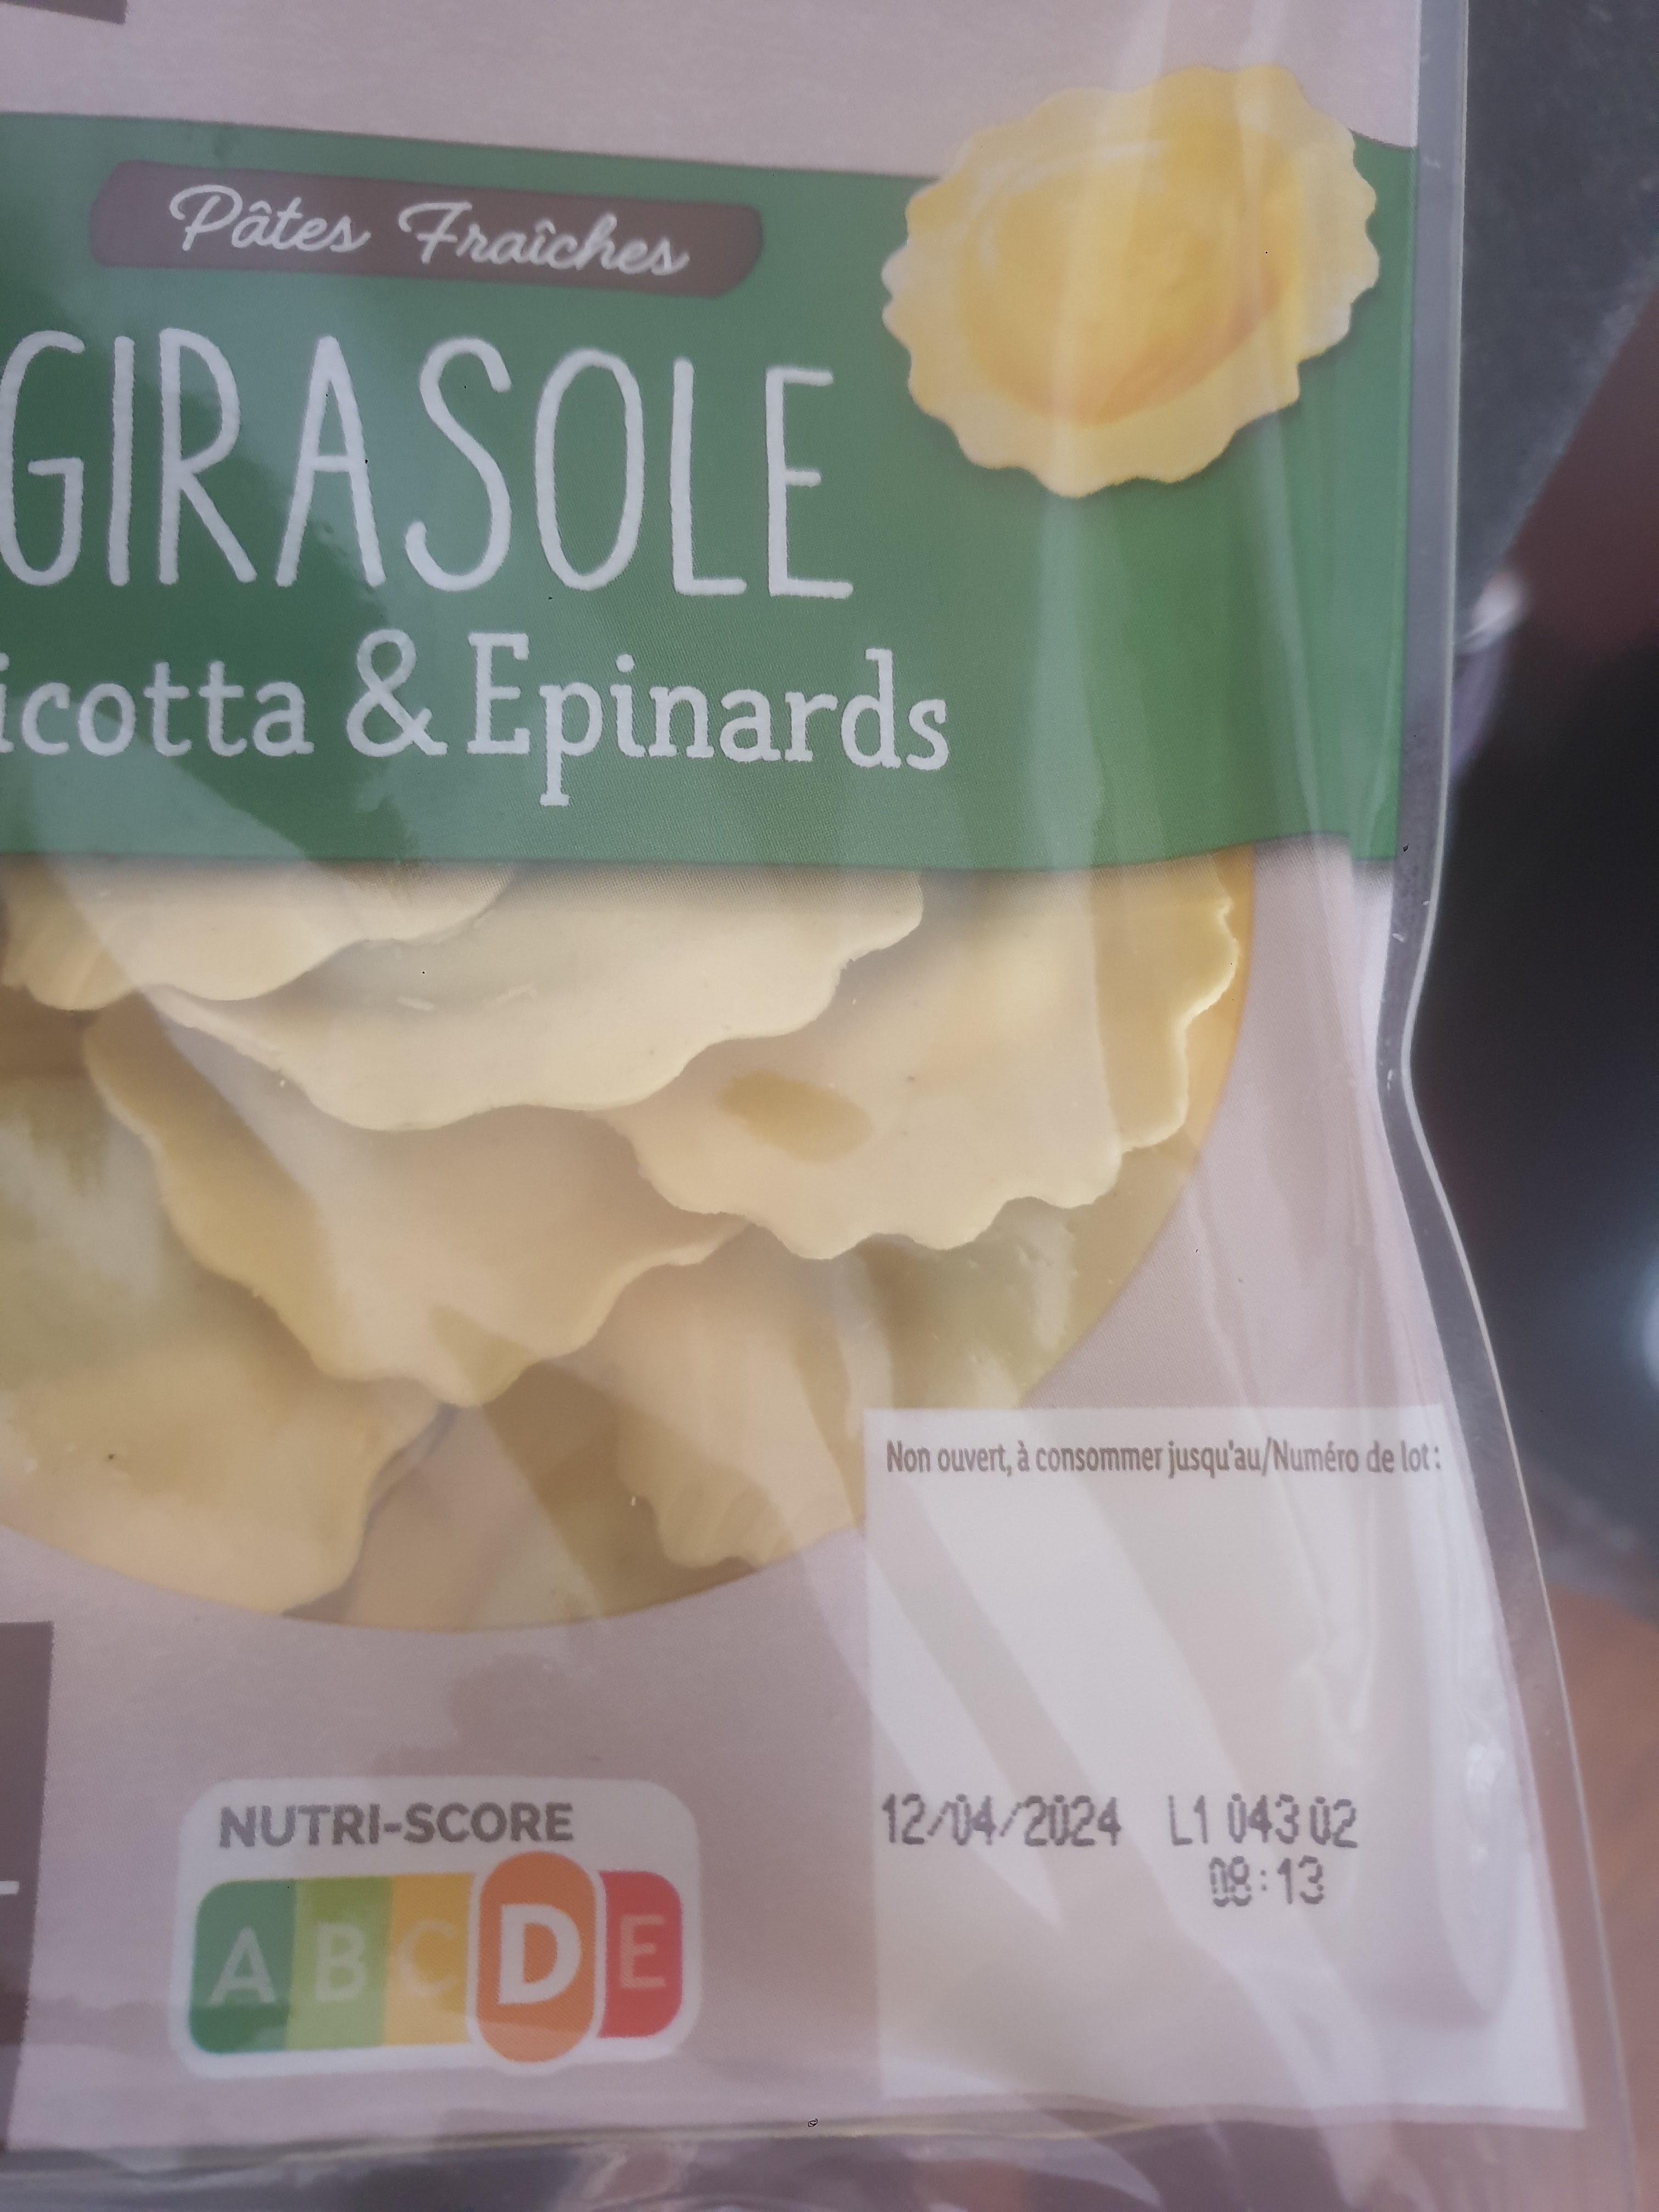 Pâtes Fraîches
GIRASOLE
icotta & Epinards
Non ouvert, à consommer jusqu'au/Numéro de lot :
12/04/2024 L1 043 02
08:13
NUTRI-SCORE
A B C D E